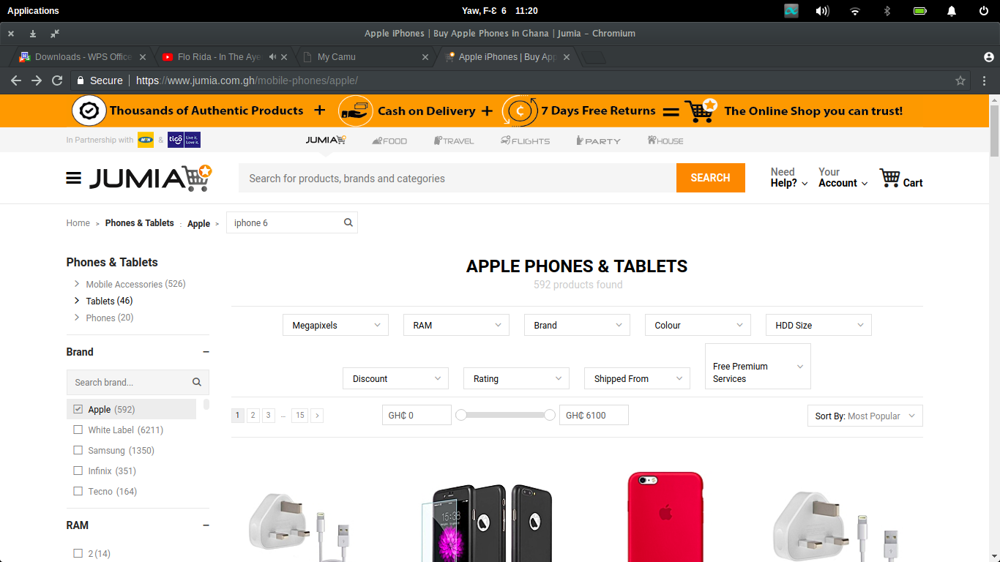 Applications
Yaw, F-Ɛ 6 11:20
Apple iPhones | Buy Apple Phones in Ghana | Jumia - Chromium
Downloads - WPS Office
Flo Rida - In The Aye
My Camu
Apple iPhones | Buy App
Secure
https://www.jumia.com.gh/mobile-phones/apple/
Thousands of Authentic Products + Cash on Delivery + 7 Days Free Returns = The Online Shop you can trust!
In Partnership with MTN & tigo Live it. Love it.
JUMIA FOOD TRAVEL FLIGHTS PARTY HOUSE
JUMIA
Search for products, brands and categories
SEARCH
Need Help?
Your Account
Cart
Home > Phones & Tablets : Apple > iphone 6
Phones & Tablets
Mobile Accessories (526)
Tablets (46)
Phones (20)
Brand
Search brand...
Apple (592)
White Label (6211)
Samsung (1350)
Infinix (351)
Tecno (164)
RAM
2 (14)
APPLE PHONES & TABLETS
592 products found
Megapixels RAM Brand Colour HDD Size
Discount Rating Shipped From Free Premium Services
1 2 3 ... 15 >
GH₵ 0
GH₵ 6100
Sort By: Most Popular
15:38